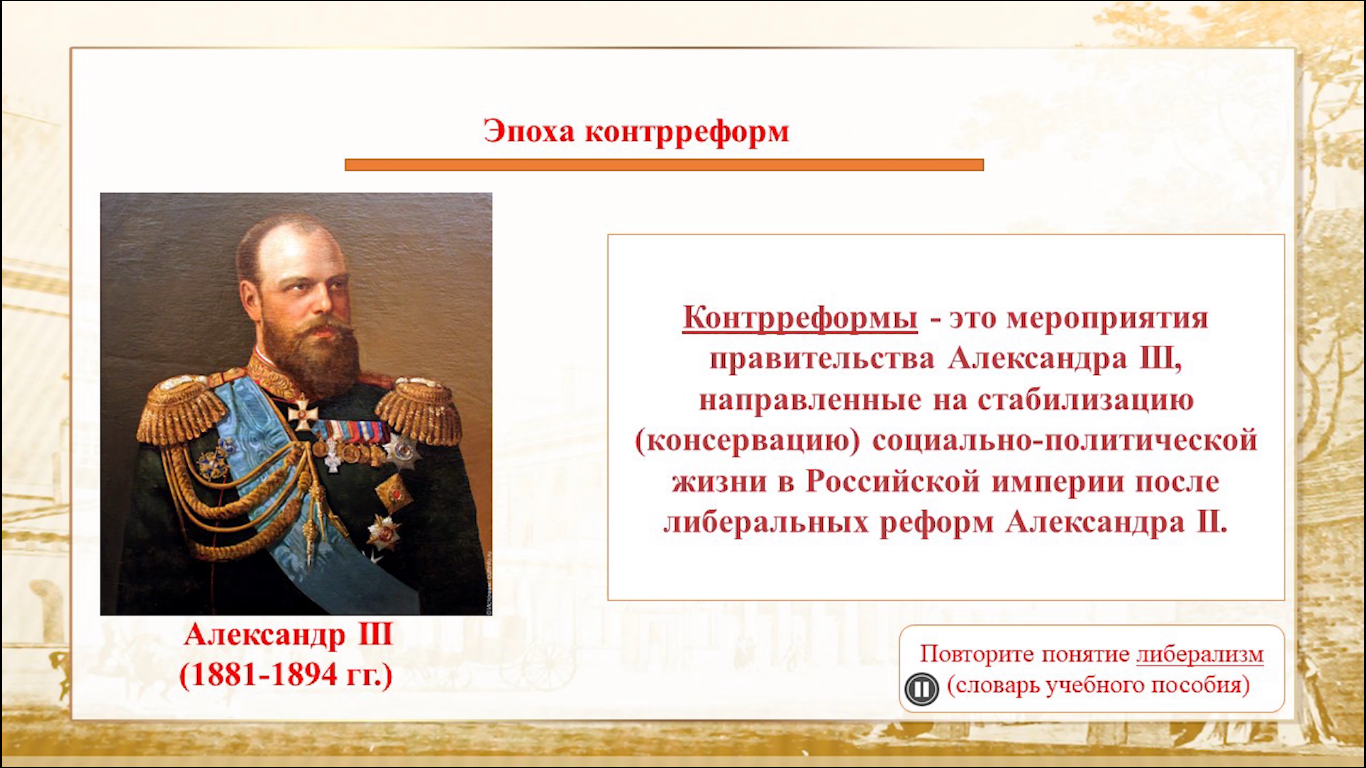 Эпоха контрреформ
Контрреформы - это мероприятия
правительства Александра III,
направленные на стабилизацию
(консервацию) социально-политической
жизни в Российской империи после
либеральных реформ Александра II.
Александр III
(1881-1894 гг.)
Повторите понятие либерализм
(словарь учебного пособия)